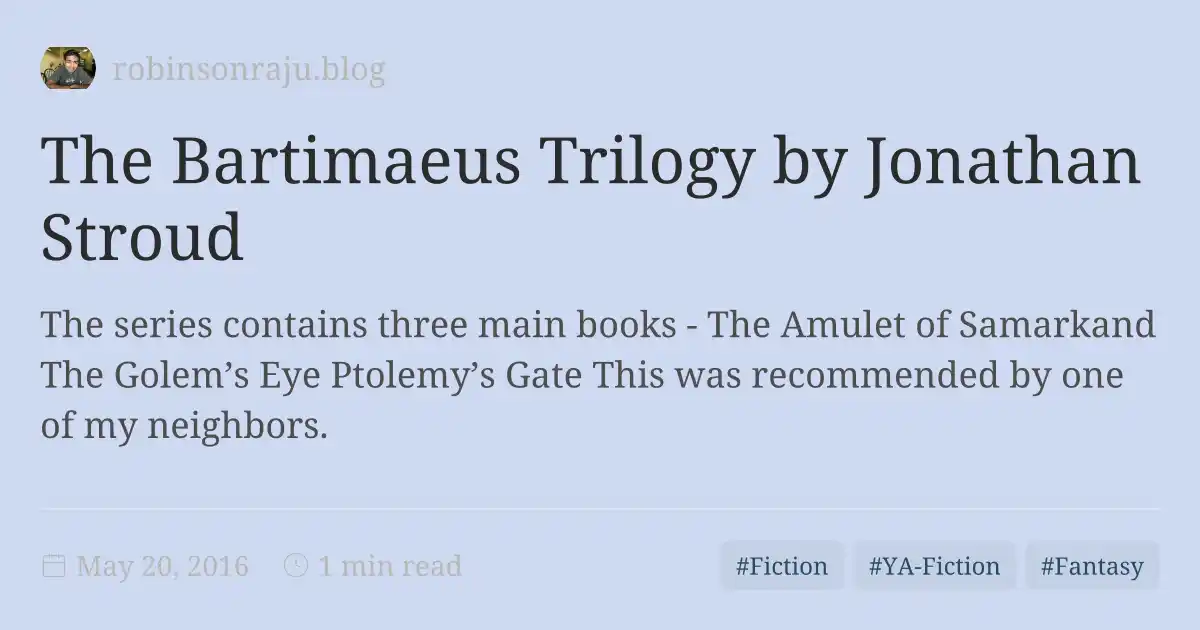 robinsonraju.blog
The Bartimaeus Trilogy by Jonathan
Stroud
The series contains three main books - The Amulet of Samarkand
The Golem’s Eye Ptolemy’s Gate This was recommended by one
of my neighbors.
May 20, 2016 1 min read #Fiction #YA-Fiction #Fantasy